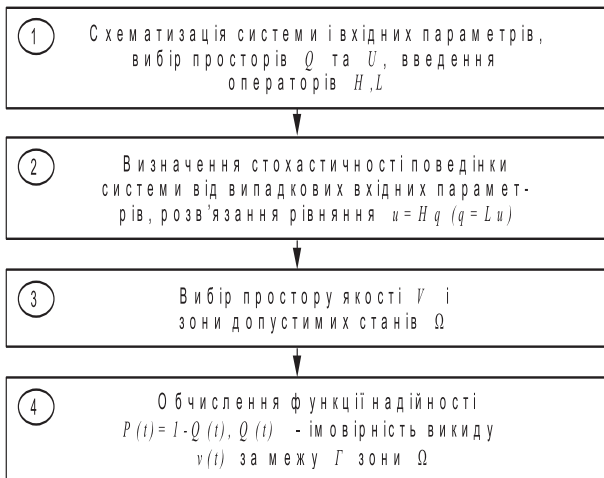 1
Схематизація системи і вхідних параметрів,
вибір просторів Q та U, введення
операторів H,L
2
Визначення стохастичності поведінки
системи від випадкових вхідних парамет-
рів, розв’язання рівняння u=Hq (q=Lu)
3
Вибір простору якості V і
зони допустимих станів Ω
4
Обчислення функції надійності
P(t)=1-Q(t), Q(t) -імовірність викиду
v(t) за межу Γ зони Ω